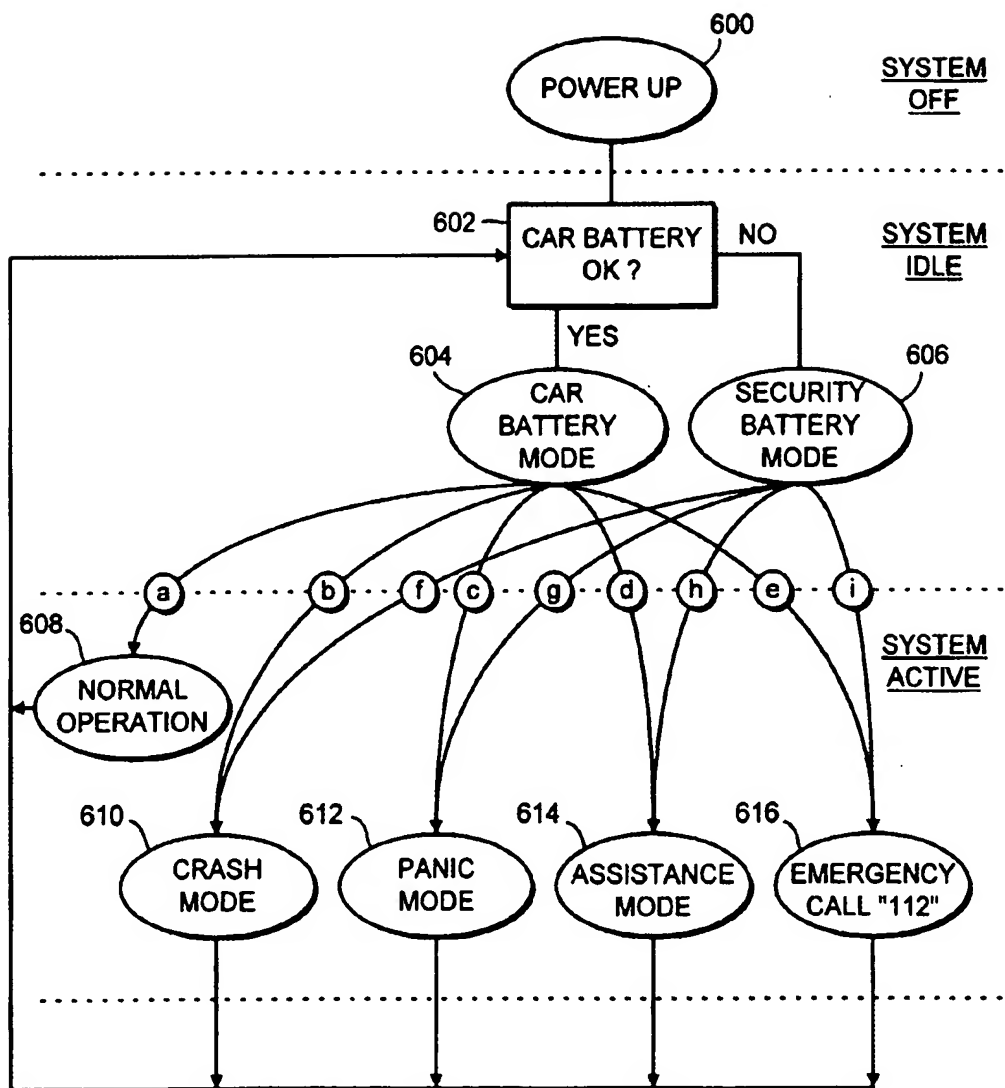 600
POWER UP
SYSTEM
OFF
602
CAR BATTERY
OK ?
NO
SYSTEM
IDLE
YES
604
CAR
BATTERY
MODE
606
SECURITY
BATTERY
MODE
a
b
f
c
g
d
h
e
i
608
NORMAL
OPERATION
SYSTEM
ACTIVE
610
CRASH
MODE
612
PANIC
MODE
614
ASSISTANCE
MODE
616
EMERGENCY
CALL "112"